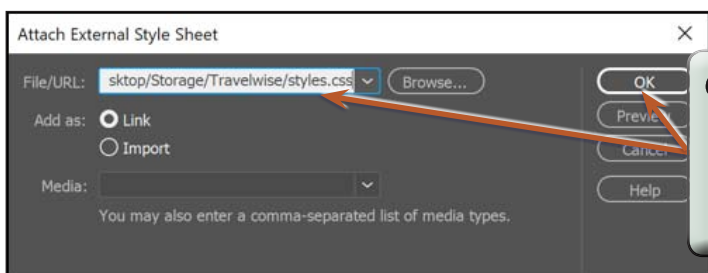 Attach External Style Sheet
File/URL: sktop/Storage/Travelwise/styles.css Browse... OK
Add as: Link Preview
Import Cancel
Media: Help
You may also enter a comma-separated list of media types.